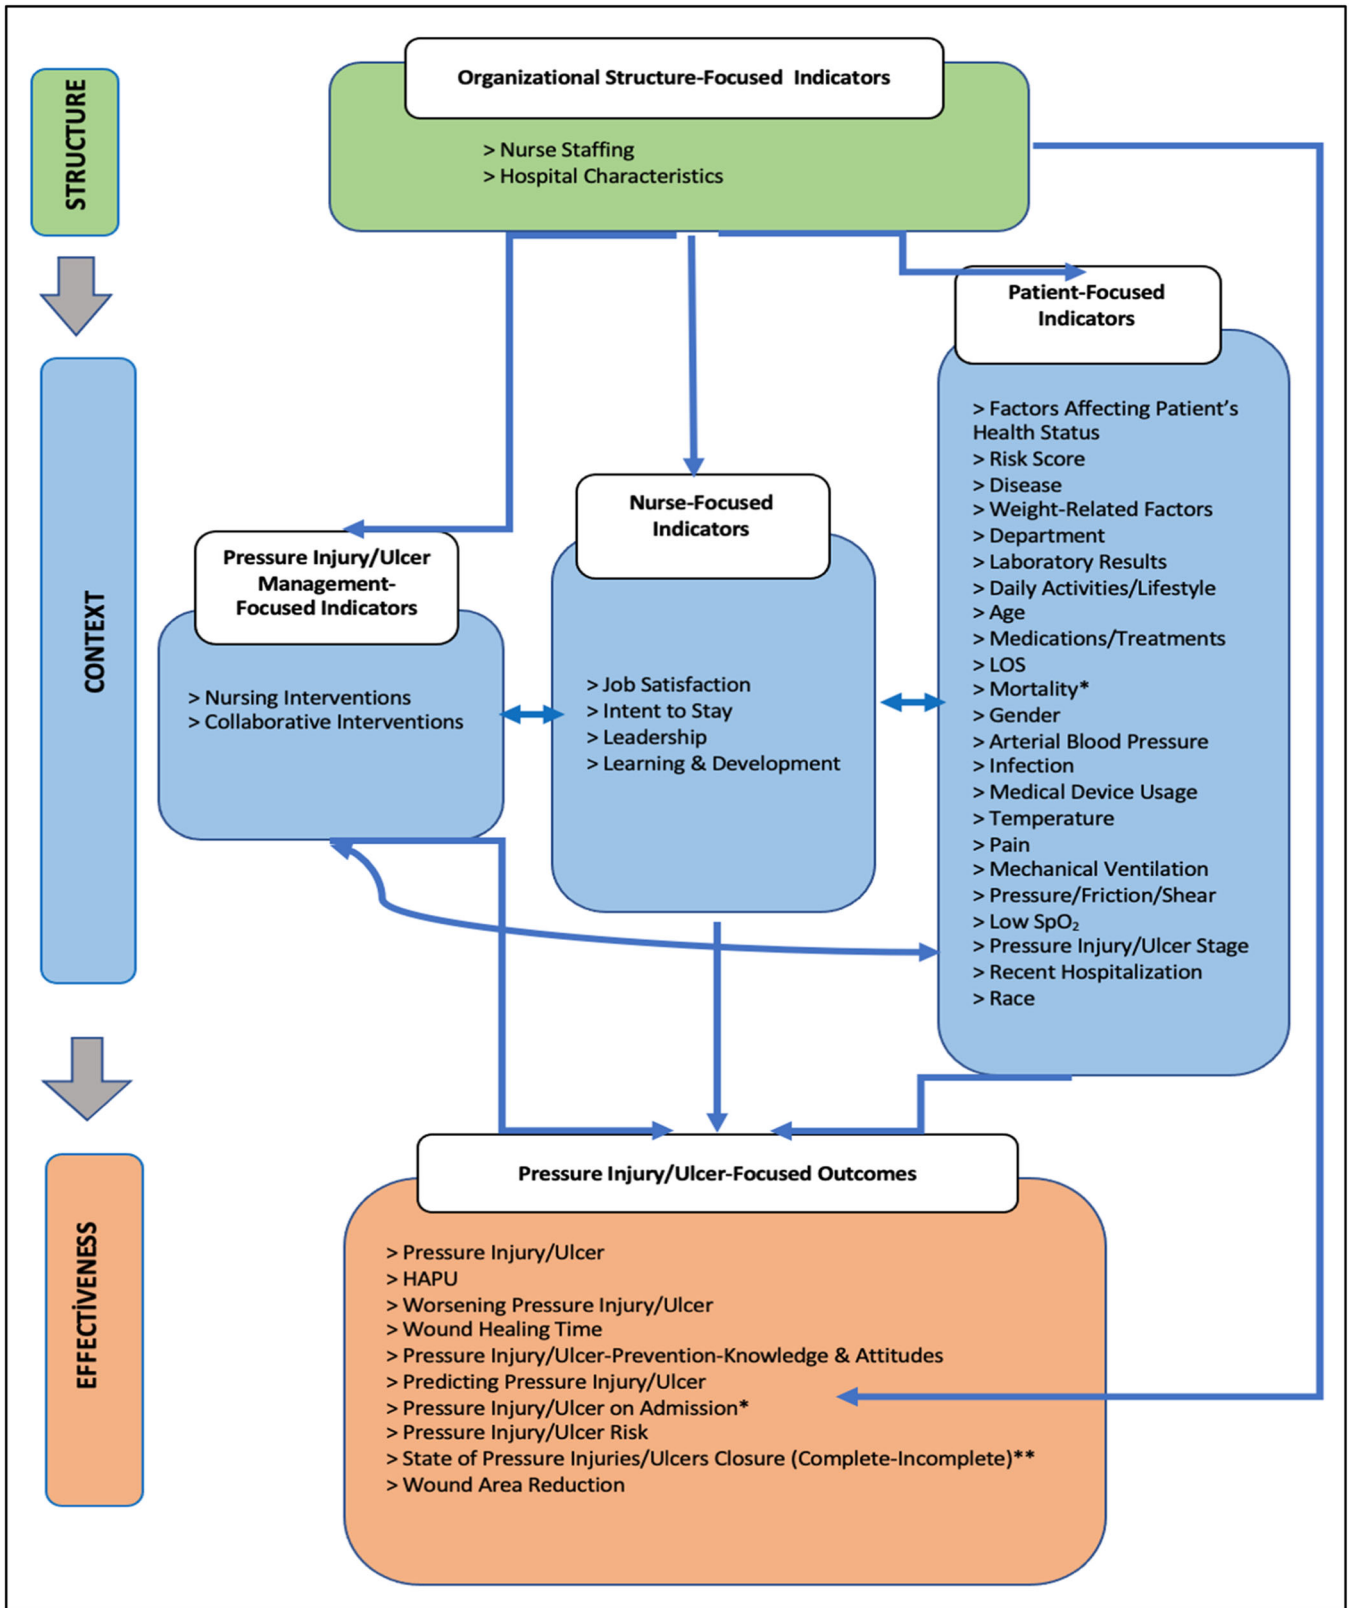 STRUCTURE
Organizational Structure-Focused Indicators
> Nurse Staffing
> Hospital Characteristics
Patient-Focused
Indicators
> Factors Affecting Patient’s
Health Status
> Risk Score
> Disease
> Weight-Related Factors
> Department
> Laboratory Results
> Daily Activities/Lifestyle
> Age
> Medications/Treatments
> LOS
> Mortality*
> Gender
> Arterial Blood Pressure
> Infection
> Medical Device Usage
> Temperature
> Pain
> Mechanical Ventilation
> Pressure/Friction/Shear
> Low SpO₂
> Pressure Injury/Ulcer Stage
> Recent Hospitalization
> Race
Nurse-Focused
Indicators
> Job Satisfaction
> Intent to Stay
> Leadership
> Learning & Development
Pressure Injury/Ulcer
Management-
Focused Indicators
> Nursing Interventions
> Collaborative Interventions
CONTEXT
EFFECTİVENESS
Pressure Injury/Ulcer-Focused Outcomes
> Pressure Injury/Ulcer
> HAPU
> Worsening Pressure Injury/Ulcer
> Wound Healing Time
> Pressure Injury/Ulcer-Prevention-Knowledge & Attitudes
> Predicting Pressure Injury/Ulcer
> Pressure Injury/Ulcer on Admission*
> Pressure Injury/Ulcer Risk
> State of Pressure Injuries/Ulcers Closure (Complete-Incomplete)**
> Wound Area Reduction